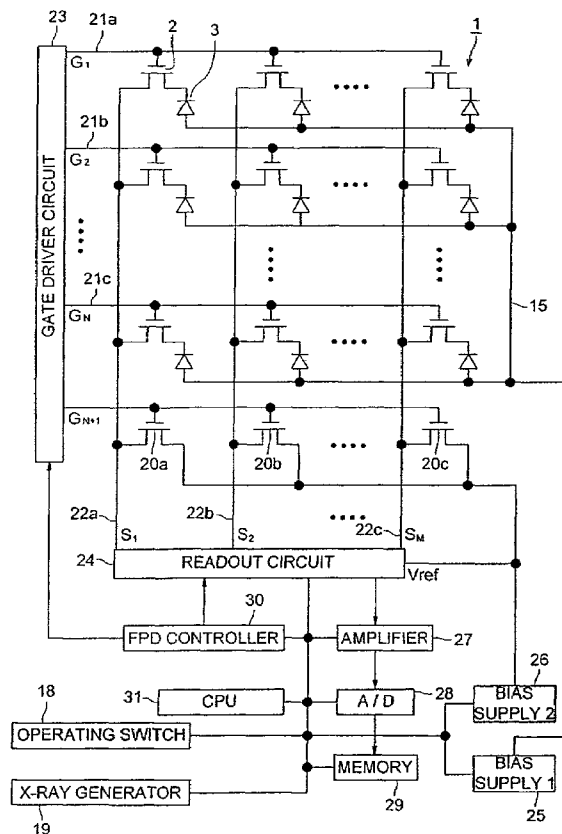 23
21a
2
3
1
G1
21b
G2
21c
GN
15
GATE DRIVER CIRCUIT
GN+1
20a
20b
20c
22a
22b
22c
S1
S2
SM
24
READOUT CIRCUIT
Vref
30
FPD CONTROLLER
AMPLIFIER
27
26
31
CPU
28
A / D
BIAS SUPPLY 2
18
OPERATING SWITCH
MEMORY
29
BIAS SUPPLY 1
25
X-RAY GENERATOR
19